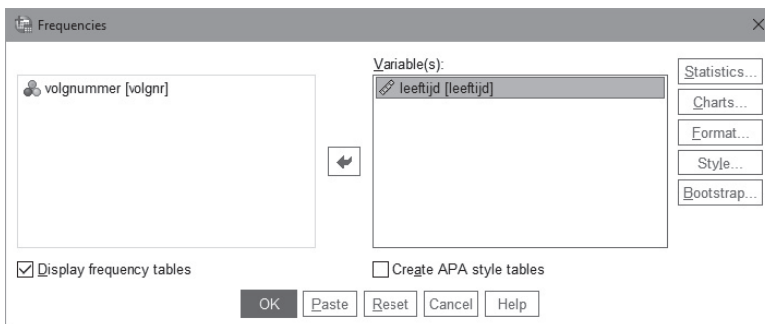 Frequencies
Variable(s):
volgnummer [volgnr]
leeftijd [leeftijd]
Statistics...
Charts...
Format...
Style...
Bootstrap...
Display frequency tables
Create APA style tables
OK Paste Reset Cancel Help